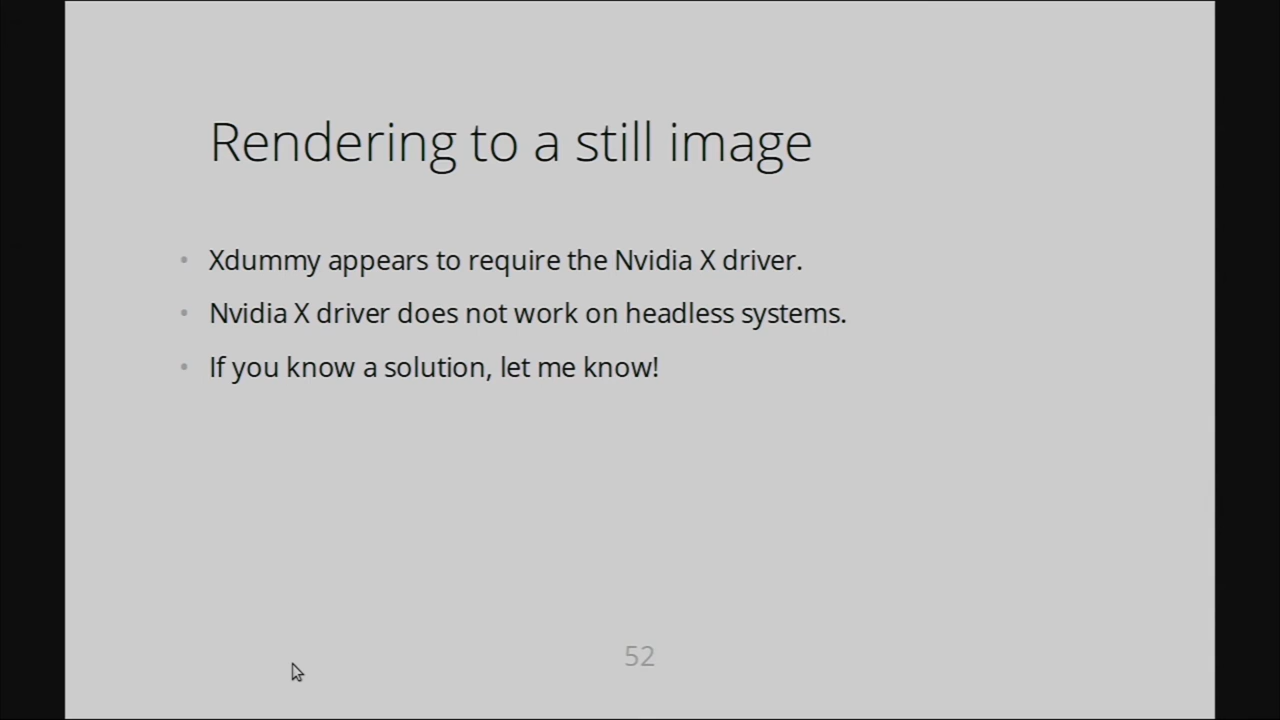 Rendering to a still image
• Xdummy appears to require the Nvidia X driver.
• Nvidia X driver does not work on headless systems.
• If you know a solution, let me know!
52